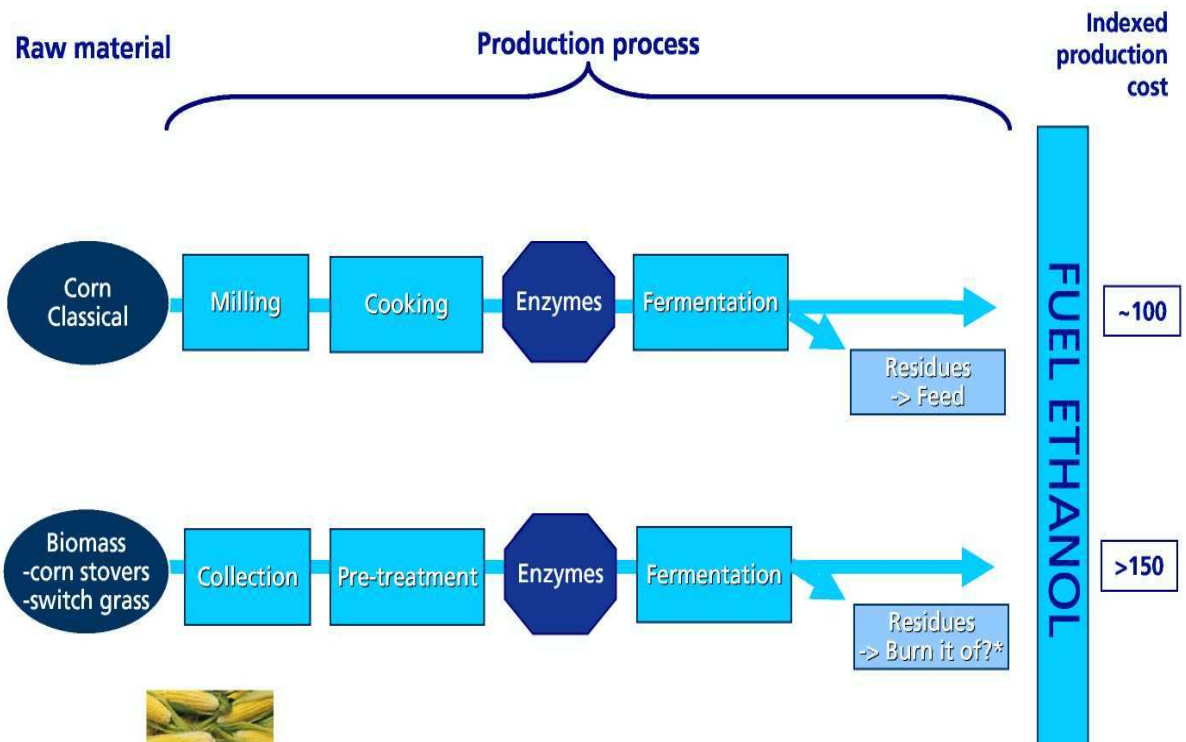 Raw material
Production process
Indexed
production
cost
Corn
Classical
Milling
Cooking
Enzymes
Fermentation
Residues
-> Feed
~100
Biomass
-corn stovers
-switch grass
Collection
Pre-treatment
Enzymes
Fermentation
Residues
-> Burn it of?*
>150
FUEL ETHANOL